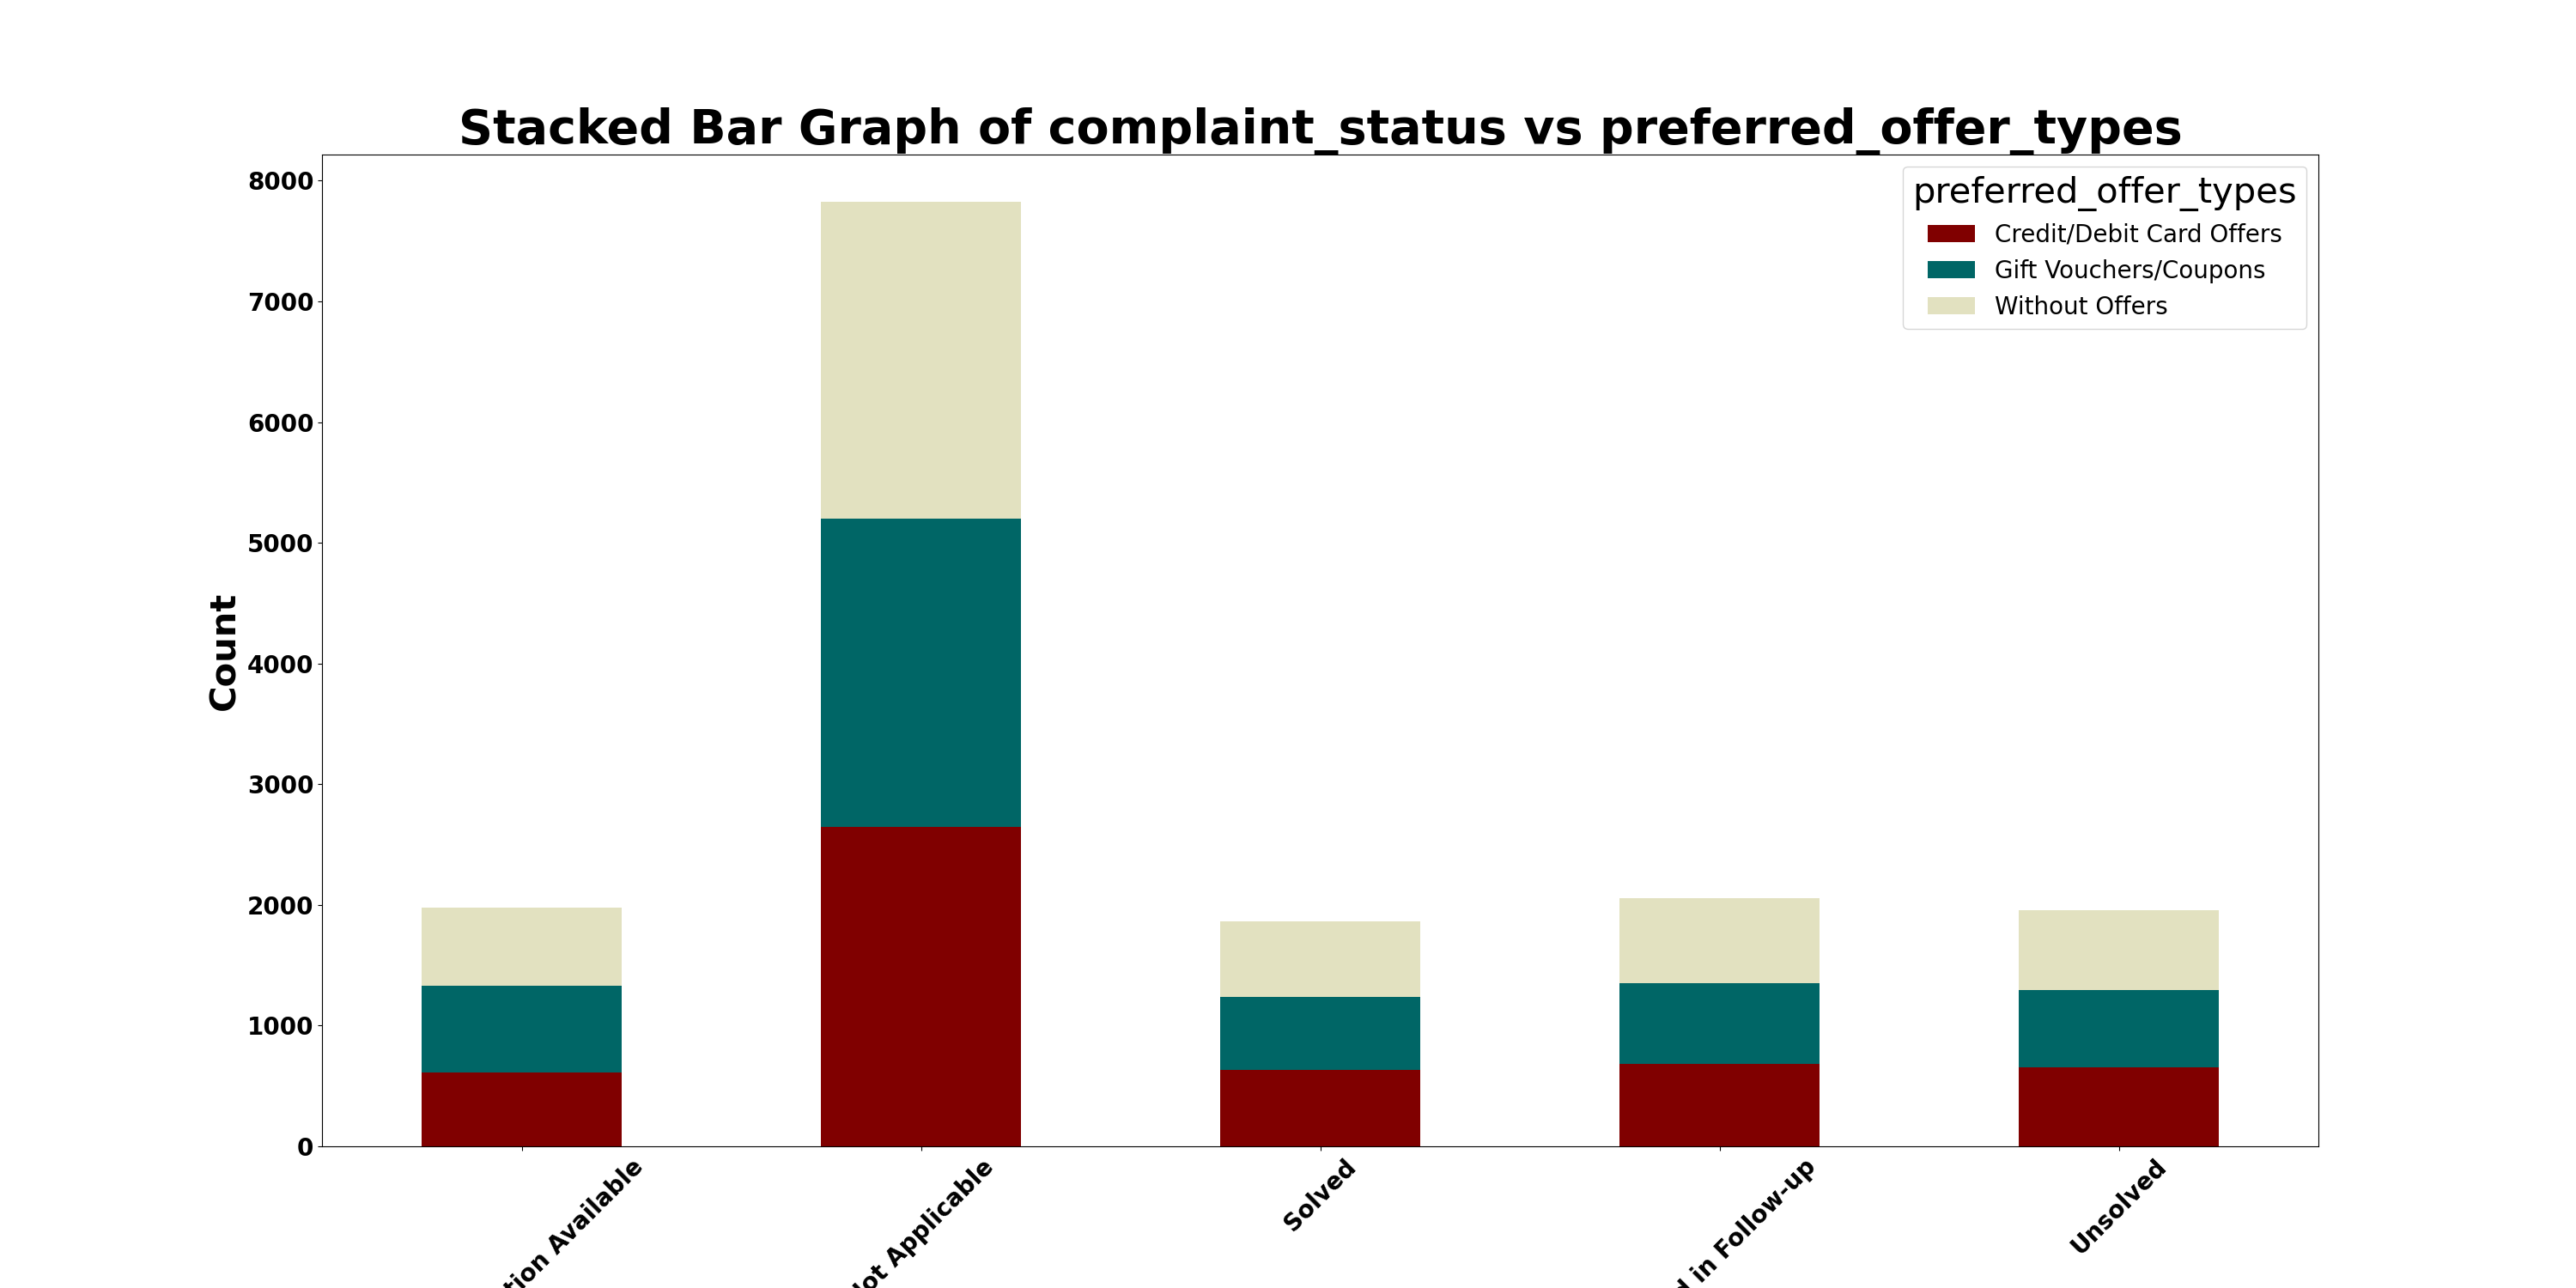 Stacked Bar Graph of complaint_status vs preferred_offer_types
preferred_offer_types
Credit/Debit Card Offers
Gift Vouchers/Coupons
Without Offers
Count
8000
7000
6000
5000
4000
3000
2000
1000
0
Available
Applicable
Solved
in Follow-up
Unsolved